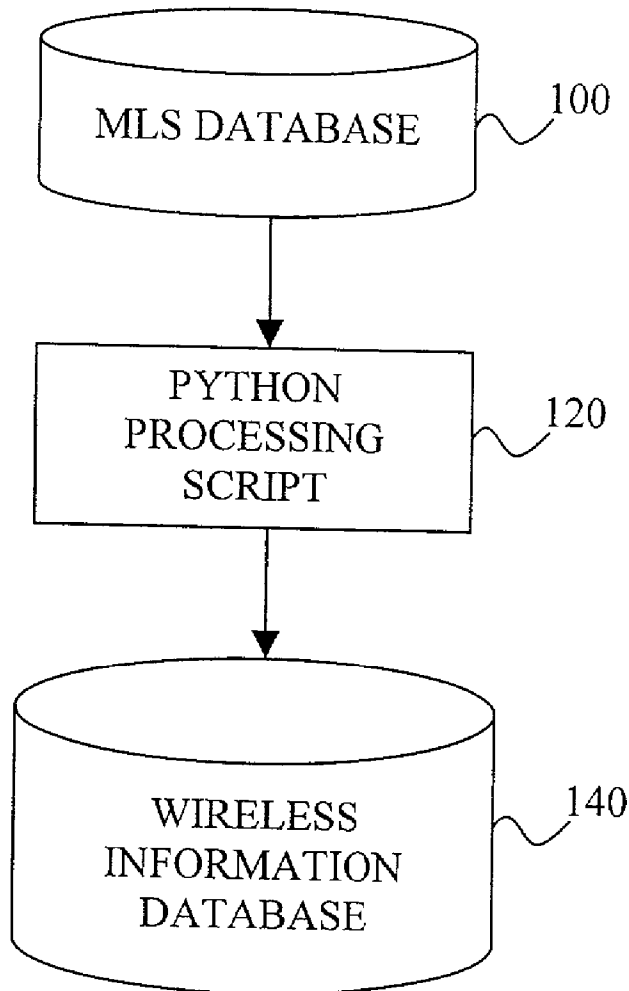 MLS DATABASE
100
PYTHON
PROCESSING
SCRIPT
120
WIRELESS
INFORMATION
DATABASE
140